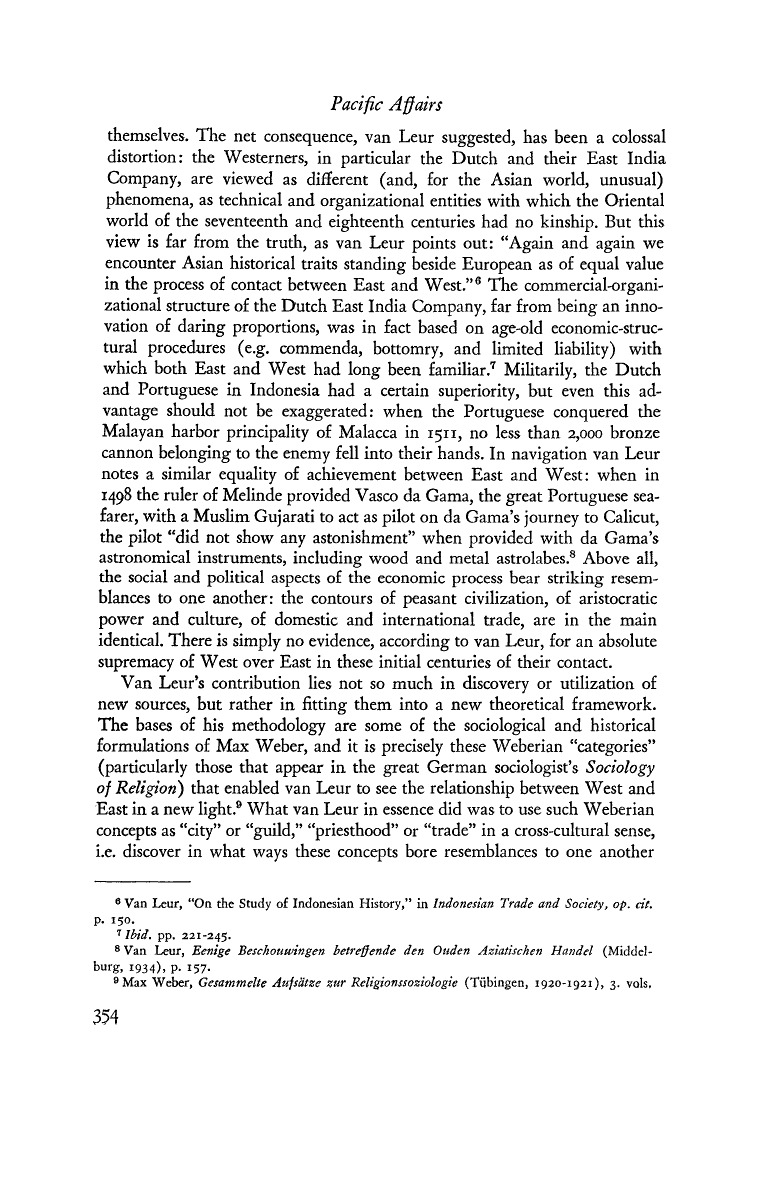 Pacific Affairs
themselves. The net consequence, van Leur suggested, has been a colossal
distortion: the Westerners, in particular the Dutch and their East India
Company, are viewed as different (and, for the Asian world, unusual)
phenomena, as technical and organizational entities with which the Oriental
world of the seventeenth and eighteenth centuries had no kinship. But this
view is far from the truth, as van Leur points out: “Again and again we
encounter Asian historical traits standing beside European as of equal value
in the process of contact between East and West.”⁶ The commercial-organi-
zational structure of the Dutch East India Company, far from being an inno-
vation of daring proportions, was in fact based on age-old economic-struc-
tural procedures (e.g. commenda, bottomry, and limited liability) with
which both East and West had long been familiar.⁷ Militarily, the Dutch
and Portuguese in Indonesia had a certain superiority, but even this ad-
vantage should not be exaggerated: when the Portuguese conquered the
Malayan harbor principality of Malacca in 1511, no less than 2,000 bronze
cannon belonging to the enemy fell into their hands. In navigation van Leur
notes a similar equality of achievement between East and West: when in
1498 the ruler of Melinde provided Vasco da Gama, the great Portuguese sea-
farer, with a Muslim Gujarati to act as pilot on da Gama’s journey to Calicut,
the pilot “did not show any astonishment” when provided with da Gama’s
astronomical instruments, including wood and metal astrolabes.⁸ Above all,
the social and political aspects of the economic process bear striking resem-
blances to one another: the contours of peasant civilization, of aristocratic
power and culture, of domestic and international trade, are in the main
identical. There is simply no evidence, according to van Leur, for an absolute
supremacy of West over East in these initial centuries of their contact.
Van Leur’s contribution lies not so much in discovery or utilization of
new sources, but rather in fitting them into a new theoretical framework.
The bases of his methodology are some of the sociological and historical
formulations of Max Weber, and it is precisely these Weberian “categories”
(particularly those that appear in the great German sociologist’s Sociology
of Religion) that enabled van Leur to see the relationship between West and
East in a new light.⁹ What van Leur in essence did was to use such Weberian
concepts as “city” or “guild,” “priesthood” or “trade” in a cross-cultural sense,
i.e. discover in what ways these concepts bore resemblances to one another
⁶ Van Leur, “On the Study of Indonesian History,” in Indonesian Trade and Society, op. cit.
p. 150.
⁷ Ibid. pp. 221-245.
⁸ Van Leur, Eenige Beschouwingen betreffende den Ouden Aziatischen Handel (Middel-
burg, 1934), p. 157.
⁹ Max Weber, Gesammelte Aufsätze zur Religionssoziologie (Tübingen, 1920-1921), 3. vols.
354